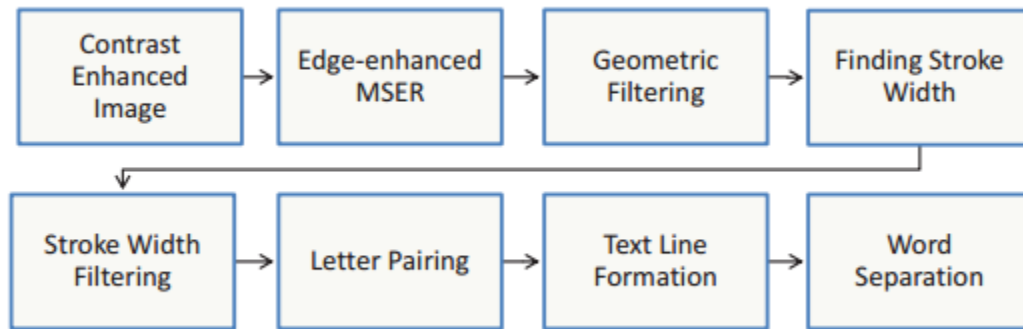 Contrast
Enhanced
Image
Edge-enhanced
MSER
Geometric
Filtering
Finding Stroke
Width
Stroke Width
Filtering
Letter Pairing
Text Line
Formation
Word
Separation